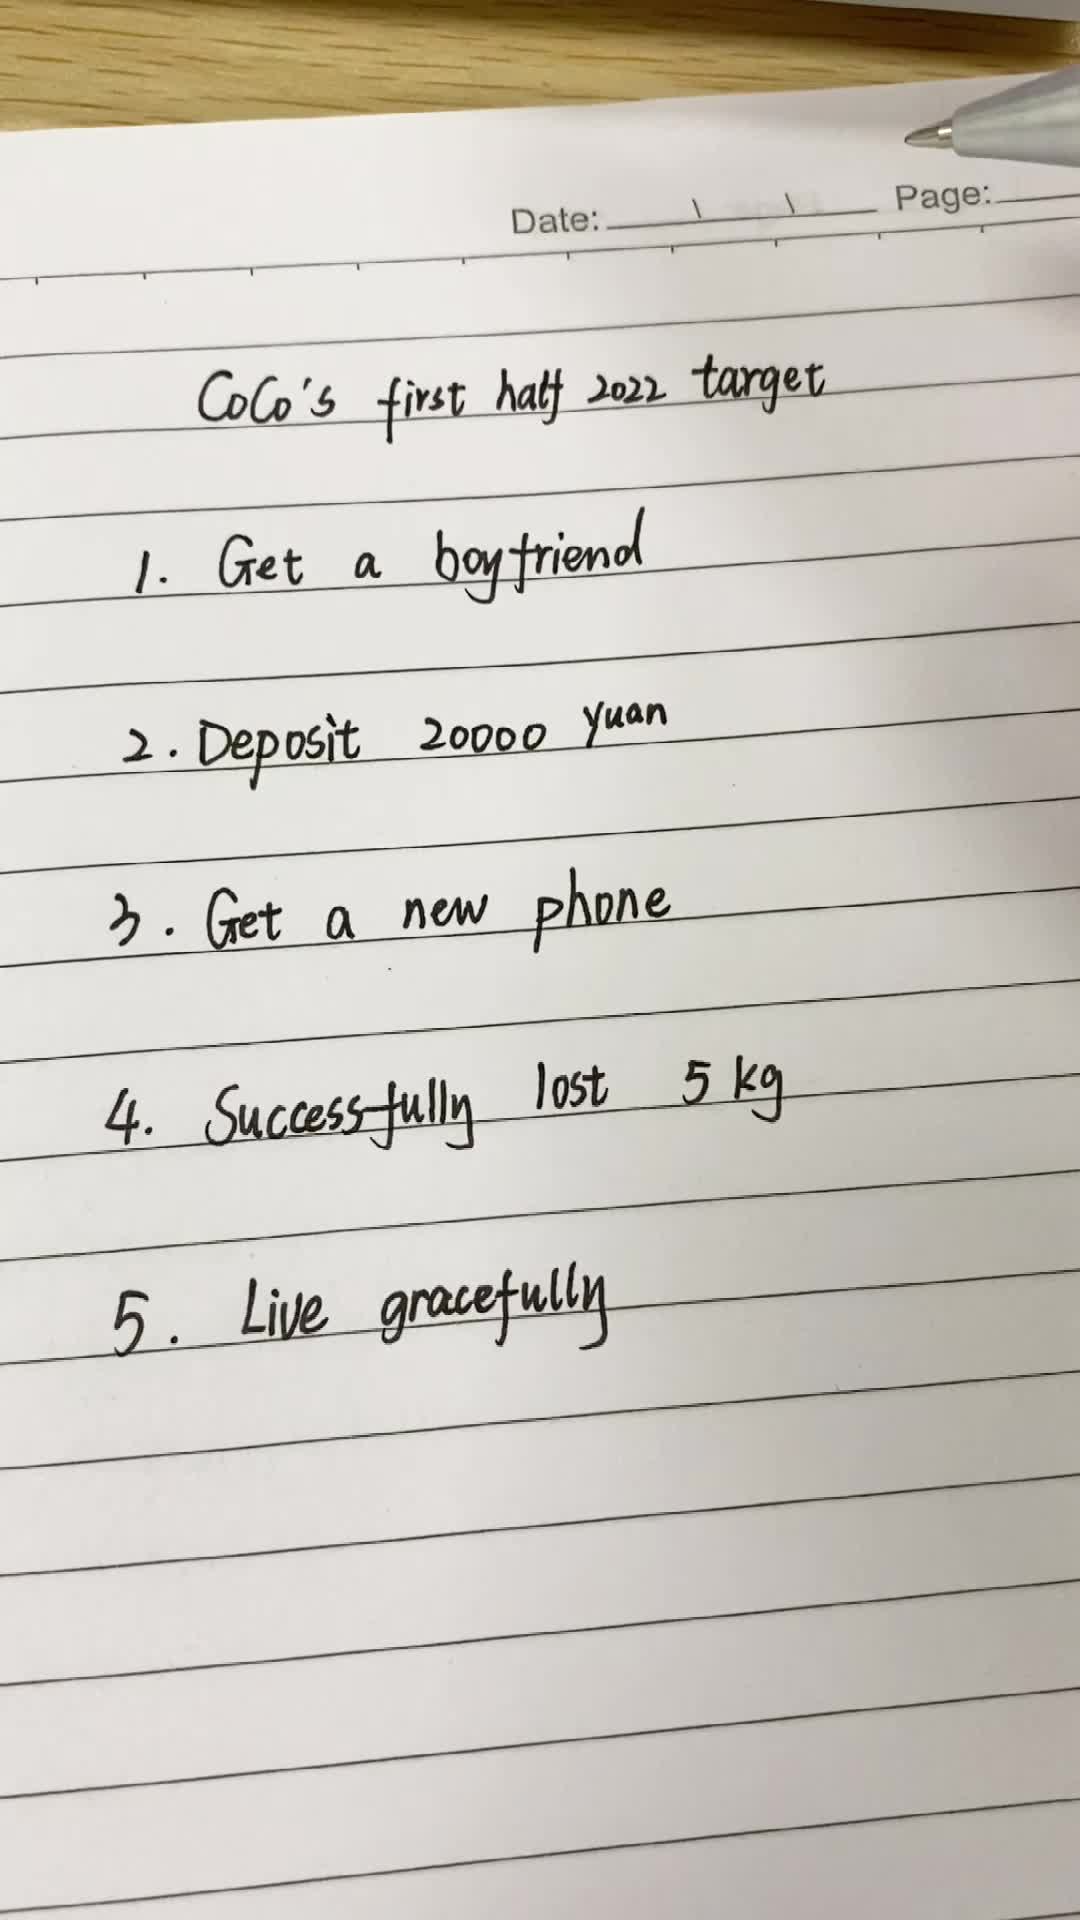 Date: Page:
CoCo's first half 2022 target
1. Get a boyfriend
2. Deposit 20000 yuan
3. Get a new phone
4. Successfully lost 5 kg
5. Live gracefully